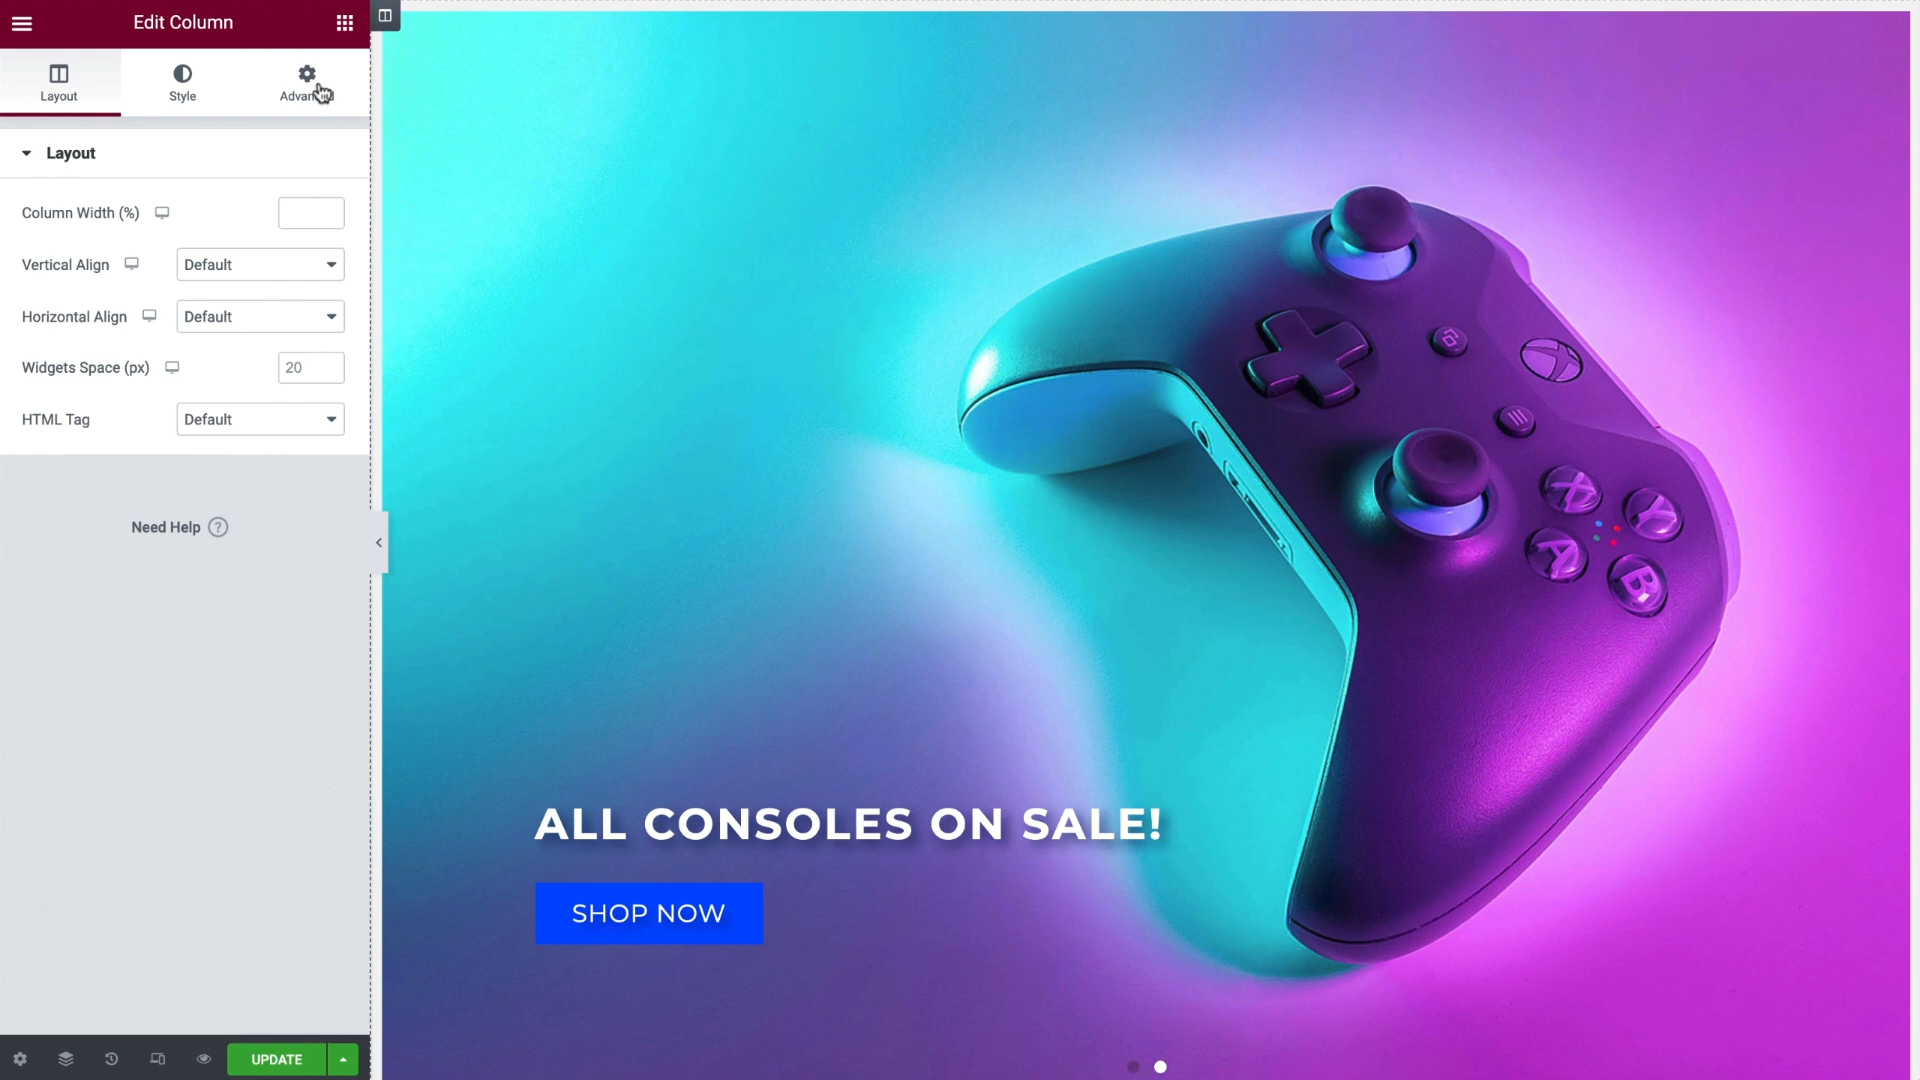 Edit Column
Layout
Style
Advan
Layout
Column Width (%)
Vertical Align
Default
Horizontal Align
Default
Widgets Space (px)
20
HTML Tag
Default
Need Help ?
X
Y
A
B
ALL CONSOLES ON SALE!
SHOP NOW
UPDATE